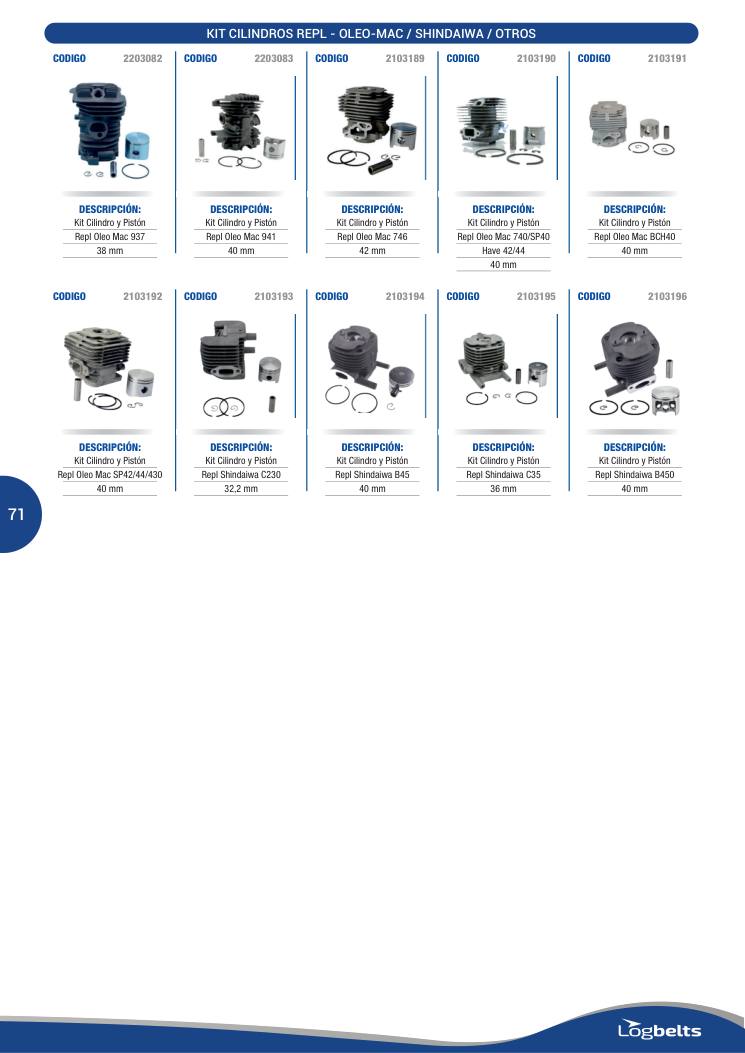 KIT CILINDROS REPL - OLEO-MAC / SHINDAIWA / OTROS
CODIGO 2203082
DESCRIPCIÓN:
Kit Cilindro y Pistón
Repl Oleo Mac 937
38 mm
CODIGO 2203083
DESCRIPCIÓN:
Kit Cilindro y Pistón
Repl Oleo Mac 941
40 mm
CODIGO 2103189
DESCRIPCIÓN:
Kit Cilindro y Pistón
Repl Oleo Mac 746
42 mm
CODIGO 2103190
DESCRIPCIÓN:
Kit Cilindro y Pistón
Repl Oleo Mac 740/SP40
Have 42/44
40 mm
CODIGO 2103191
DESCRIPCIÓN:
Kit Cilindro y Pistón
Repl Oleo Mac BCH40
40 mm
CODIGO 2103192
DESCRIPCIÓN:
Kit Cilindro y Pistón
Repl Oleo Mac SP42/44/430
40 mm
CODIGO 2103193
DESCRIPCIÓN:
Kit Cilindro y Pistón
Repl Shindaiwa C230
32,2 mm
CODIGO 2103194
DESCRIPCIÓN:
Kit Cilindro y Pistón
Repl Shindaiwa B45
40 mm
CODIGO 2103195
DESCRIPCIÓN:
Kit Cilindro y Pistón
Repl Shindaiwa C35
36 mm
CODIGO 2103196
DESCRIPCIÓN:
Kit Cilindro y Pistón
Repl Shindaiwa B450
40 mm
71
Logbelts